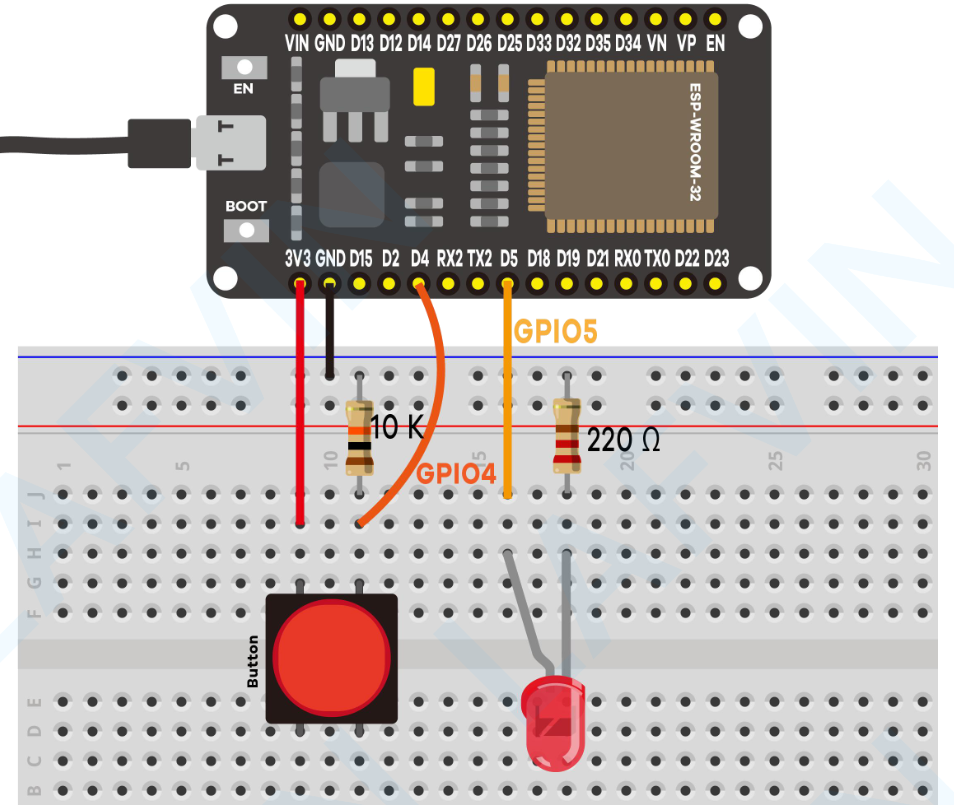 VIN GND D13 D12 D14 D27 D26 D25 D33 D32 D35 D34 VN VP EN
EN
ESP-WROOM-32
BOOT
3V3 GND D15 D2 D4 RX2 TX2 D5 D18 D19 D21 RX0 TX0 D22 D23
GPIO5
10 K
220 Ω
GPIO4
1 5 10 15 20 25 30
J
I
H
G
F
Button
E
D
C
B
LAFVIN
LAFVIN